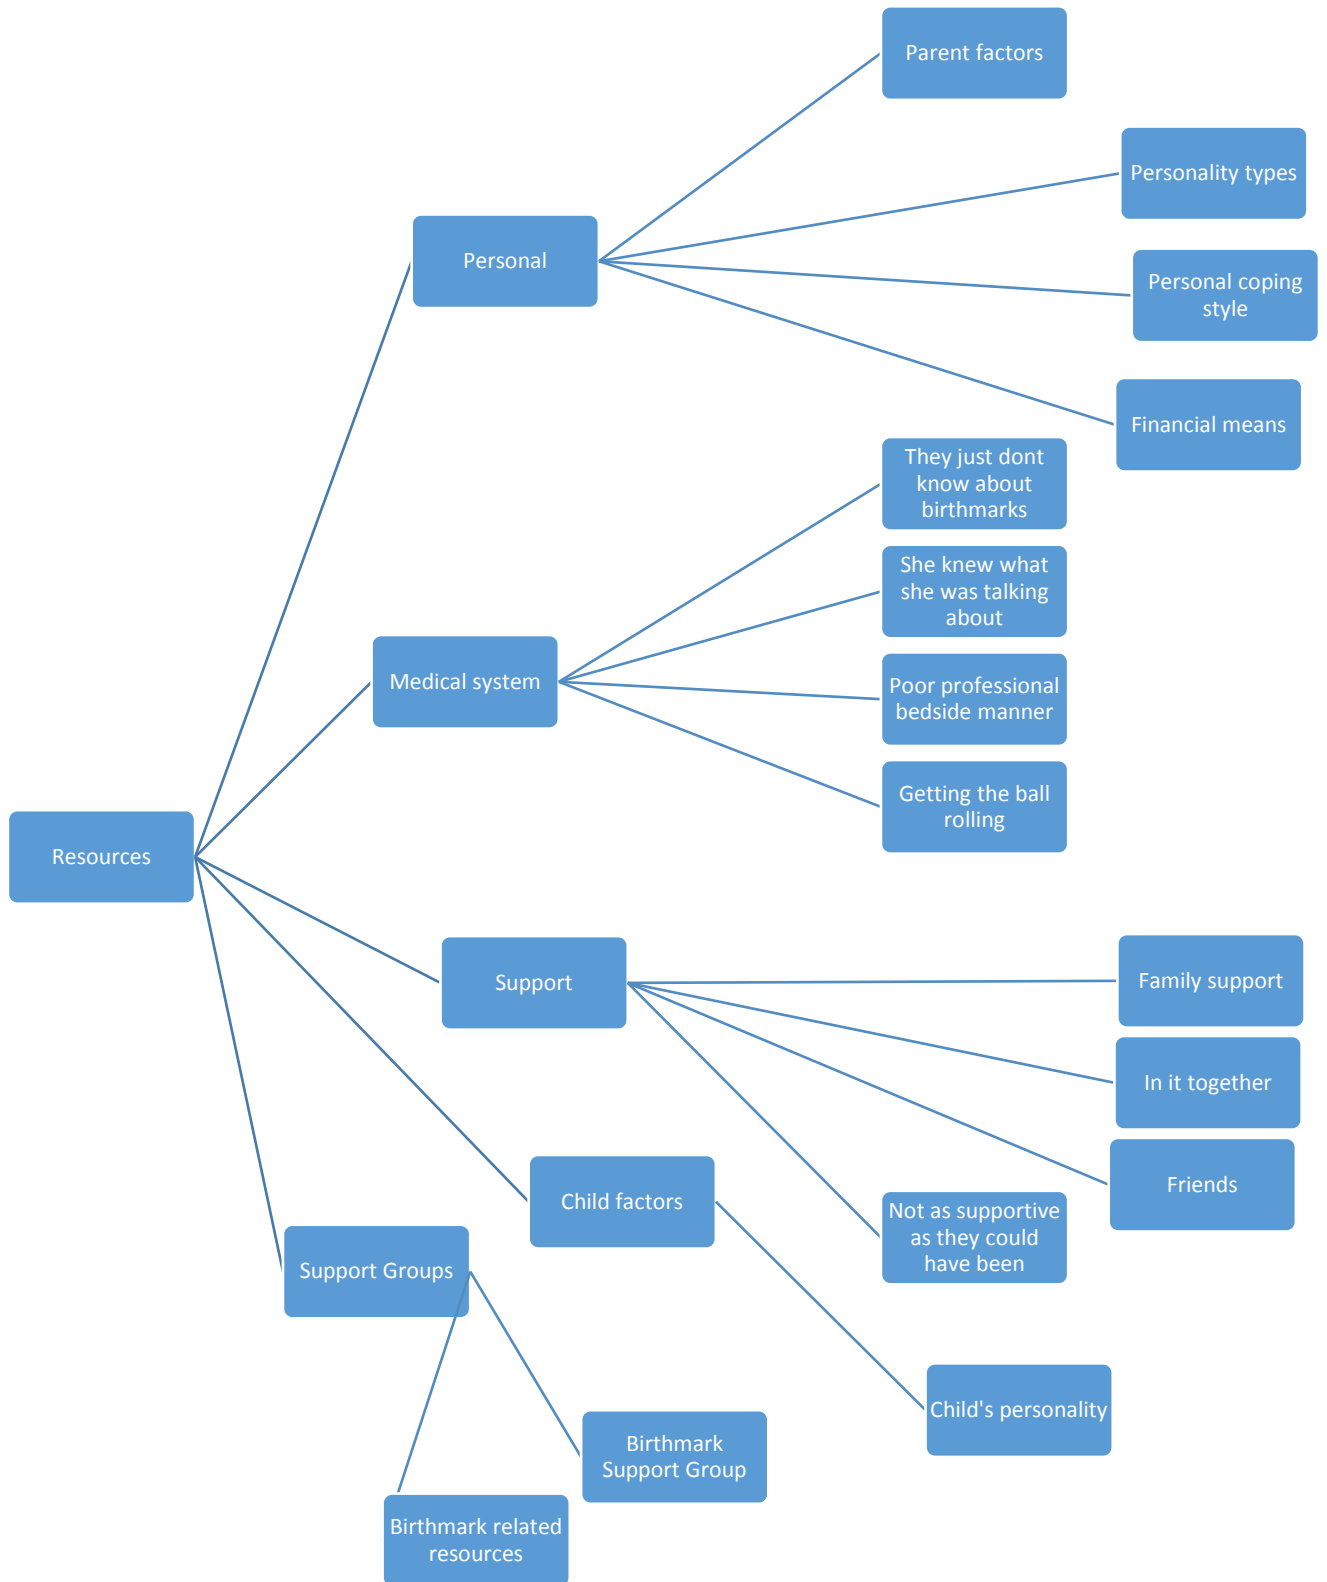 Parent factors
Personality types
Personal
Personal coping
style
Financial means
They just dont
know about
birthmarks
She knew what
she was talking
about
Medical system
Poor professional
bedside manner
Getting the ball
rolling
Resources
Support
Family support
In it together
Friends
Child factors
Not as supportive
as they could
have been
Support Groups
Child's personality
Birthmark
Support Group
Birthmark related
resources